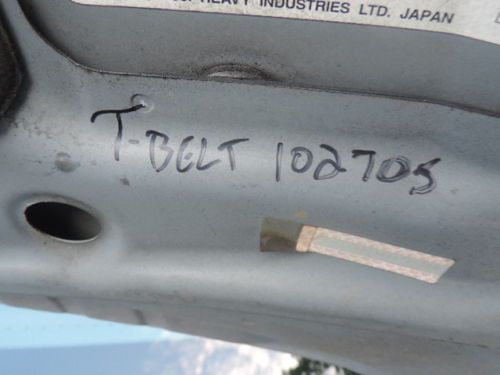 HEAVY INDUSTRIES LTD. JAPAN
T-BELT 102705